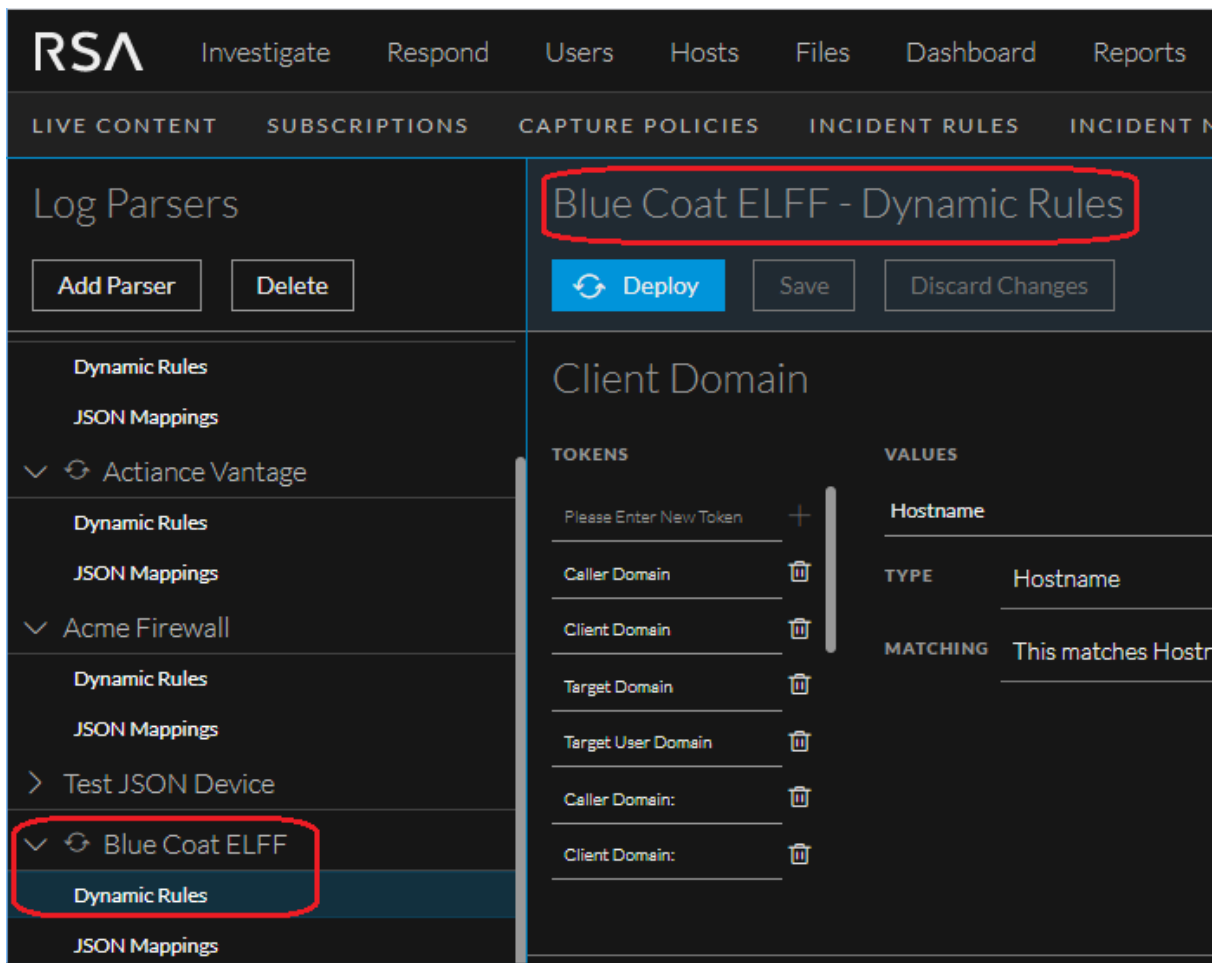 RSA Investigate Respond Users Hosts Files Dashboard Reports
LIVE CONTENT SUBSCRIPTIONS CAPTURE POLICIES INCIDENT RULES INCIDENT
Log Parsers
Add Parser Delete
Dynamic Rules
JSON Mappings
Actiance Vantage
Dynamic Rules
JSON Mappings
Acme Firewall
Dynamic Rules
JSON Mappings
Test JSON Device
Blue Coat ELFF
Dynamic Rules
JSON Mappings
Blue Coat ELFF - Dynamic Rules
Deploy Save Discard Changes
Client Domain
TOKENS
Please Enter New Token
Caller Domain
Client Domain
Target Domain
Target User Domain
Caller Domain:
Client Domain:
VALUES
Hostname
TYPE Hostname
MATCHING This matches